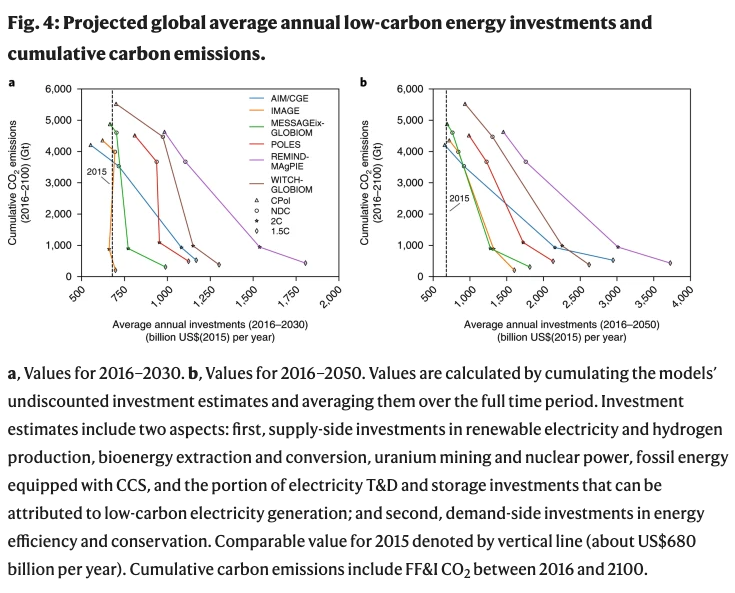 Fig. 4: Projected global average annual low-carbon energy investments and
cumulative carbon emissions.
a
6,000
5,000
4,000
3,000
2,000
1,000
0
Cumulative CO2 emissions
(2016–2100) (Gt)
2015
500
750
1,000
1,250
1,500
1,750
2,000
Average annual investments (2016–2030)
(billion US$(2015) per year)
AIM/CGE
IMAGE
MESSAGEix-
GLOBIOM
POLES
REMIND-
MAgPIE
WITCH-
GLOBIOM
CPol
NDC
2C
1.5C
b
6,000
5,000
4,000
3,000
2,000
1,000
0
Cumulative CO2 emissions
(2016–2100) (Gt)
2015
500
1,000
1,500
2,000
2,500
3,000
3,500
4,000
Average annual investments (2016–2050)
(billion US$(2015) per year)
a, Values for 2016–2030. b, Values for 2016–2050. Values are calculated by cumulating the models’
undiscounted investment estimates and averaging them over the full time period. Investment
estimates include two aspects: first, supply-side investments in renewable electricity and hydrogen
production, bioenergy extraction and conversion, uranium mining and nuclear power, fossil energy
equipped with CCS, and the portion of electricity T&D and storage investments that can be
attributed to low-carbon electricity generation; and second, demand-side investments in energy
efficiency and conservation. Comparable value for 2015 denoted by vertical line (about US$680
billion per year). Cumulative carbon emissions include FF&I CO2 between 2016 and 2100.